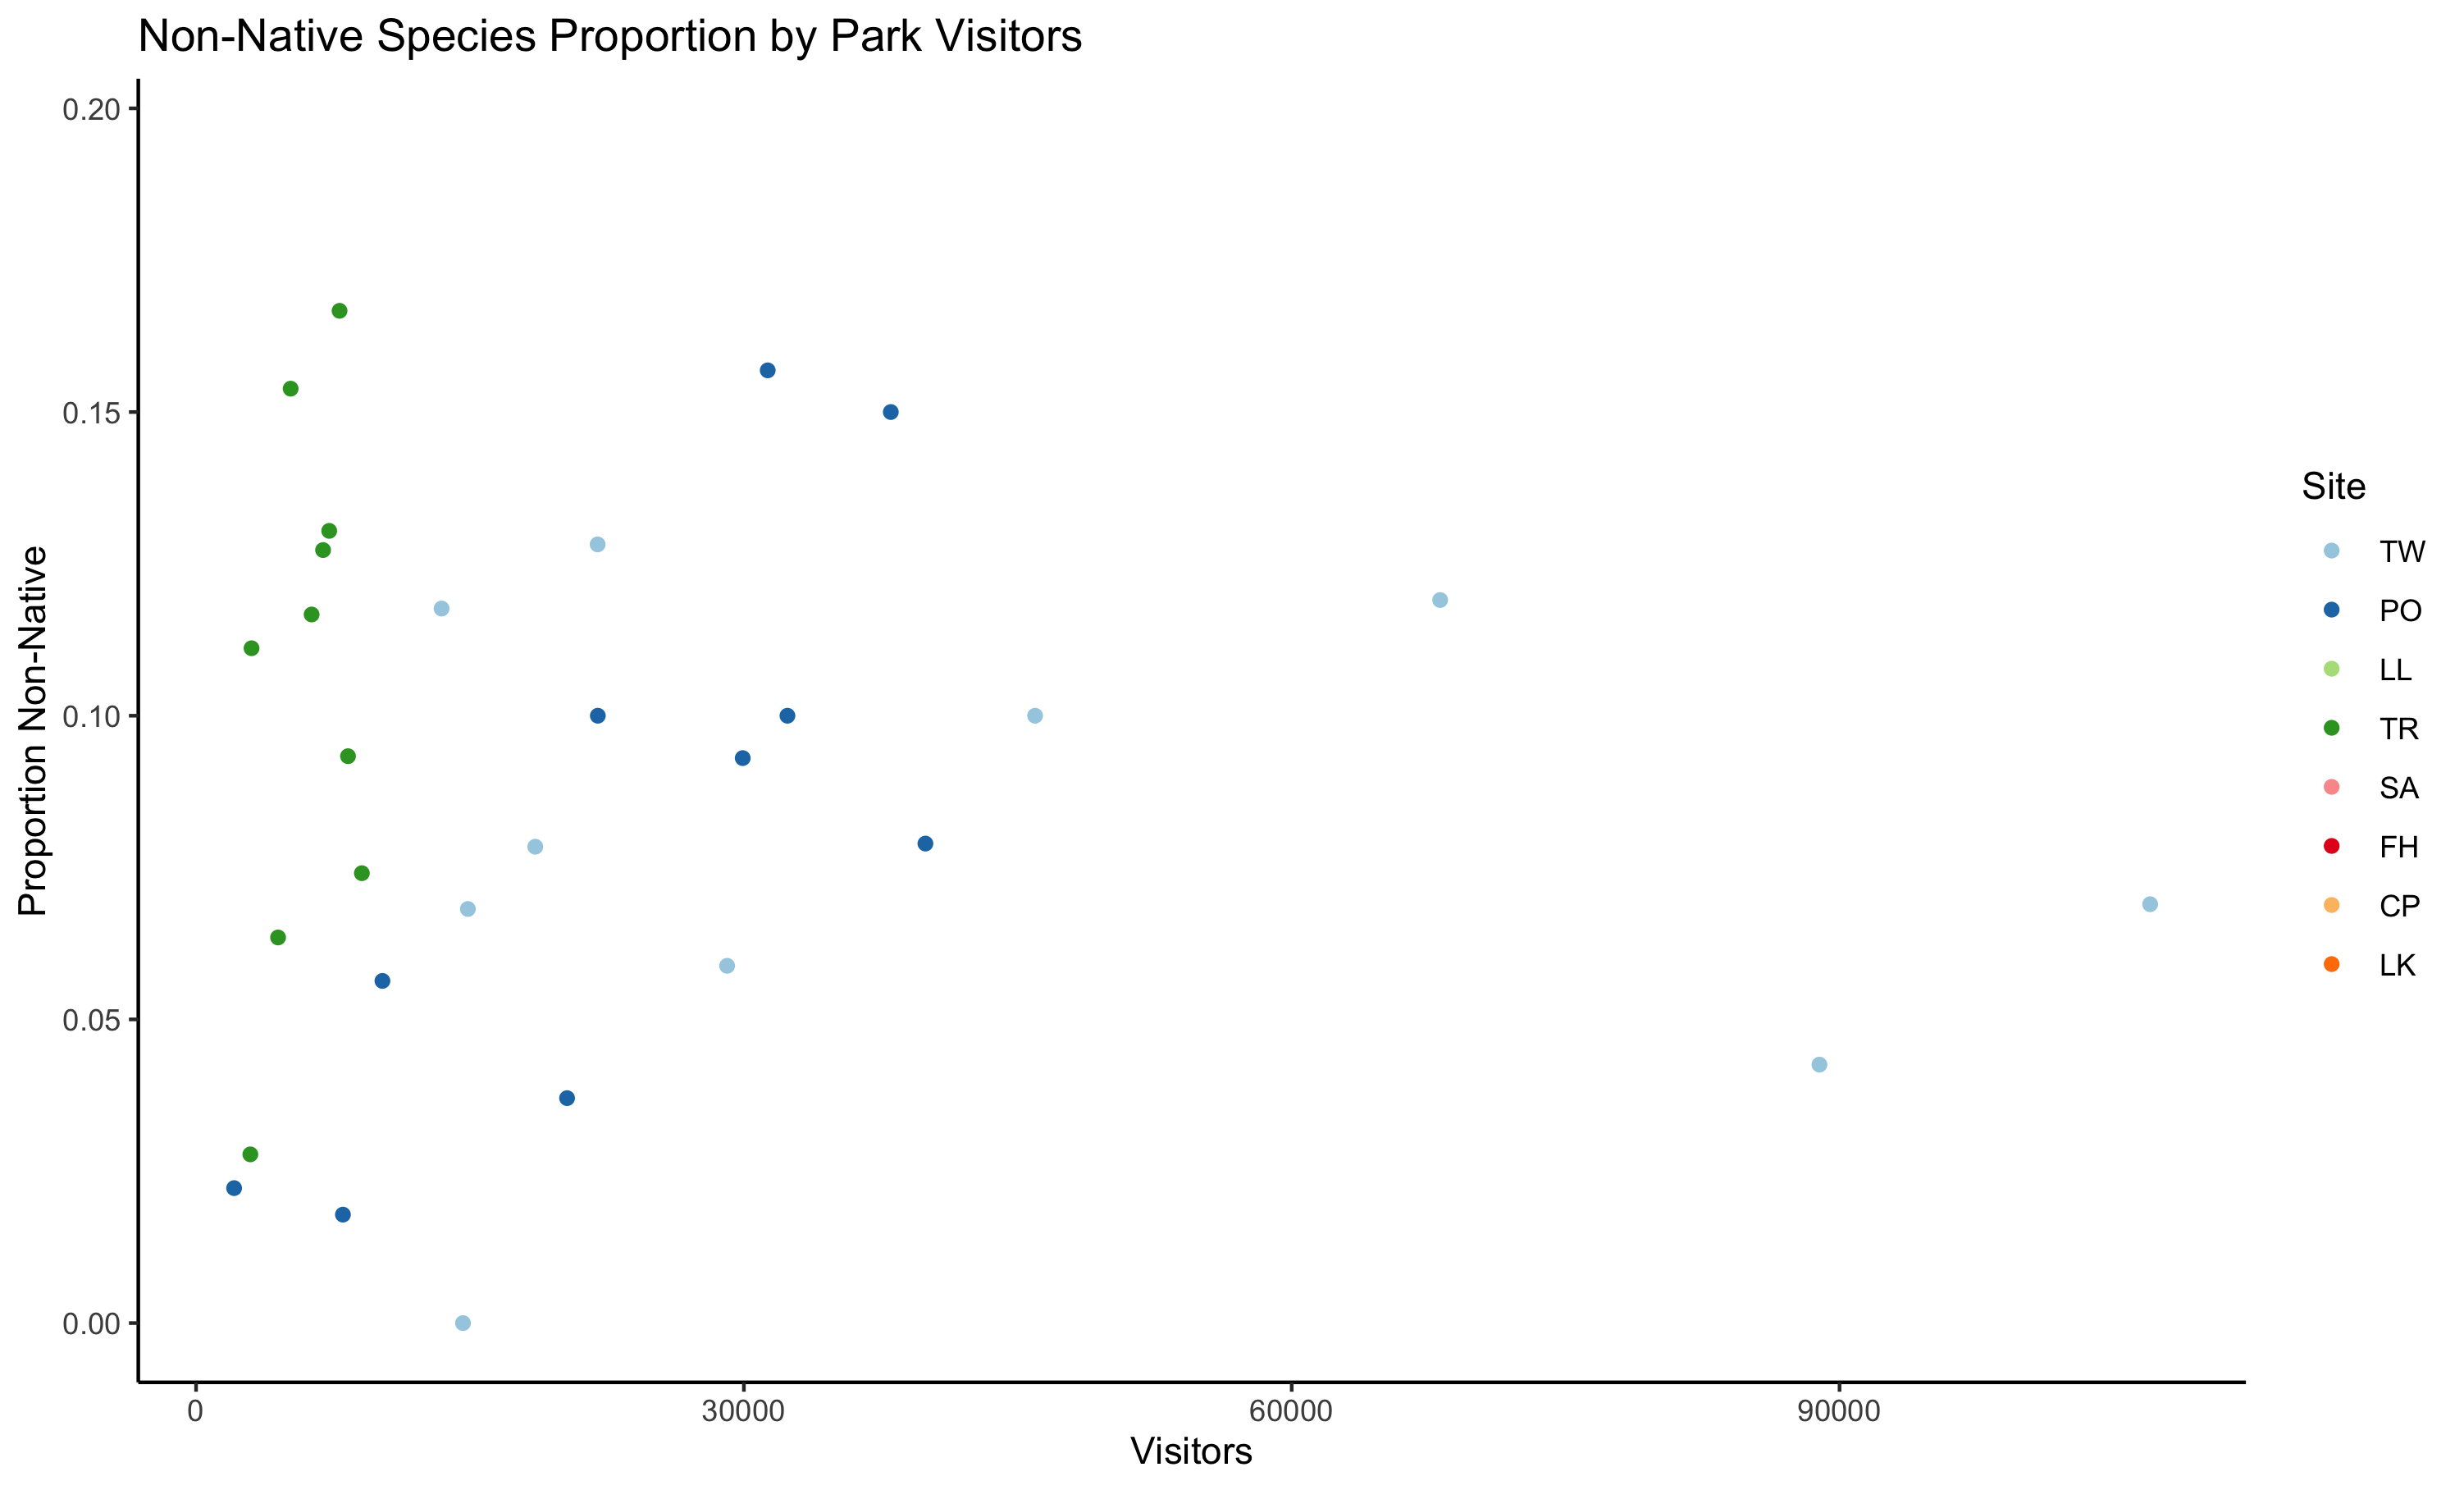 Non-Native Species Proportion by Park Visitors
0.20
0.15
0.10
0.05
0.00
Proportion Non-Native
0
30000
60000
90000
Visitors
Site
TW
PO
LL
TR
SA
FH
CP
LK